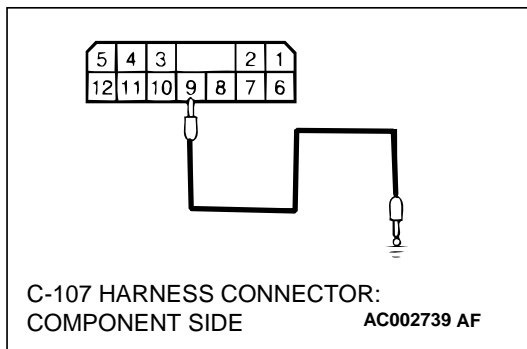 5 4 3 2 1
12 11 10 9 8 7 6
C-107 HARNESS CONNECTOR:
COMPONENT SIDE
AC002739 AF